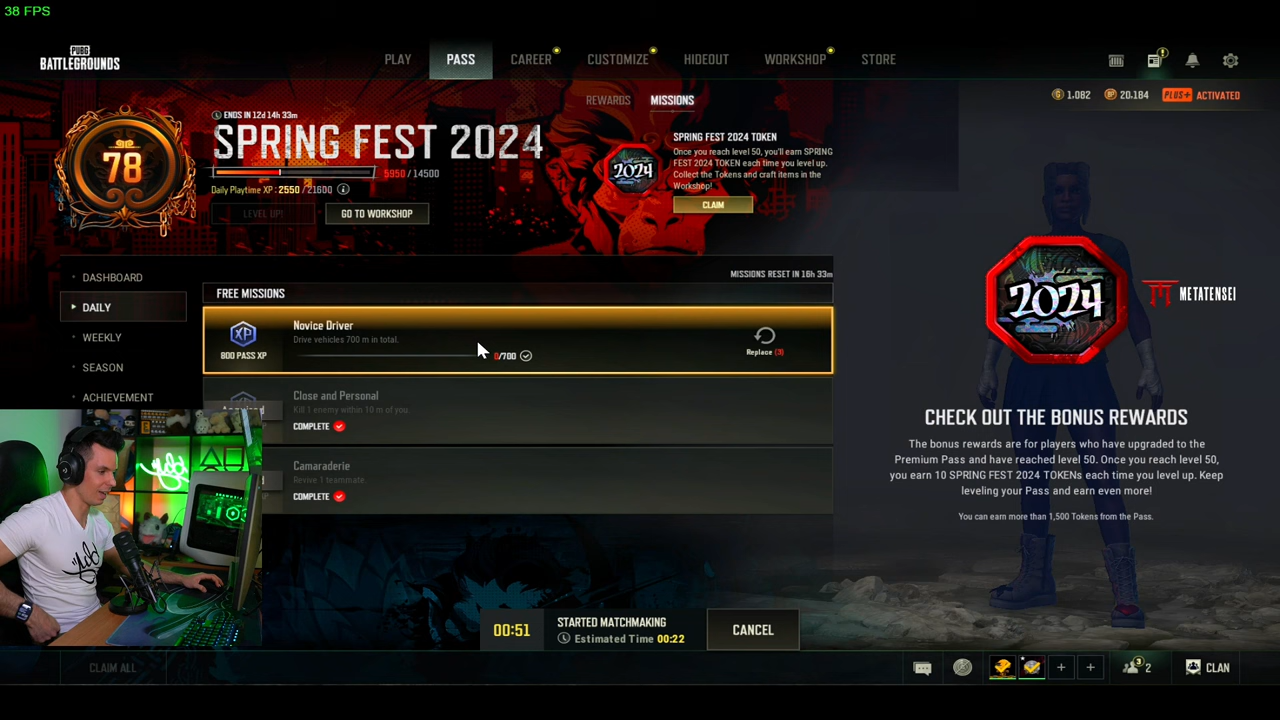 38 FPS
PUBG
BATTLEGROUNDS
PLAY
PASS
CAREER
CUSTOMIZE
HIDEOUT
WORKSHOP
STORE
G 1.082
BP 20.184
PLUS+ ACTIVATED
REWARDS
MISSIONS
78
ENDS IN 12d 14h 33m
SPRING FEST 2024
5950 / 14500
Daily Playtime XP : 2550 / 21600
LEVEL UP!
GO TO WORKSHOP
2024
SPRING FEST 2024 TOKEN
Once you reach level 50, you'll earn SPRING
FEST 2024 TOKEN each time you level up.
Collect the Tokens and craft items in the
Workshop!
CLAIM
DASHBOARD
DAILY
WEEKLY
SEASON
ACHIEVEMENT
MISSIONS RESET IN 16h 33m
FREE MISSIONS
XP
800 PASS XP
Novice Driver
Drive vehicles 700 m in total.
0/700
Replace (3)
Close and Personal
Kill 1 enemy within 10 m of you.
COMPLETE
Camaraderie
Revive 1 teammate.
COMPLETE
2024
METATENSEI
CHECK OUT THE BONUS REWARDS
The bonus rewards are for players who have upgraded to the
Premium Pass and have reached level 50. Once you reach level 50,
you earn 10 SPRING FEST 2024 TOKENs each time you level up. Keep
leveling your Pass and earn even more!
You can earn more than 1,500 Tokens from the Pass.
00:51
STARTED MATCHMAKING
Estimated Time 00:22
CANCEL
CLAIM ALL
3
2
CLAN